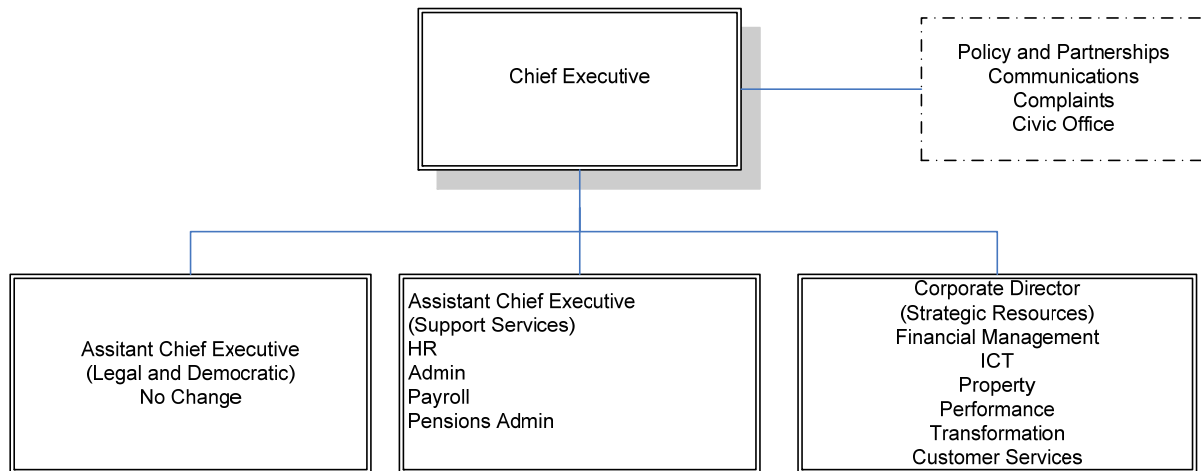 Chief Executive
Policy and Partnerships
Communications
Complaints
Civic Office
Assitant Chief Executive
(Legal and Democratic)
No Change
Assistant Chief Executive
(Support Services)
HR
Admin
Payroll
Pensions Admin
Corporate Director
(Strategic Resources)
Financial Management
ICT
Property
Performance
Transformation
Customer Services